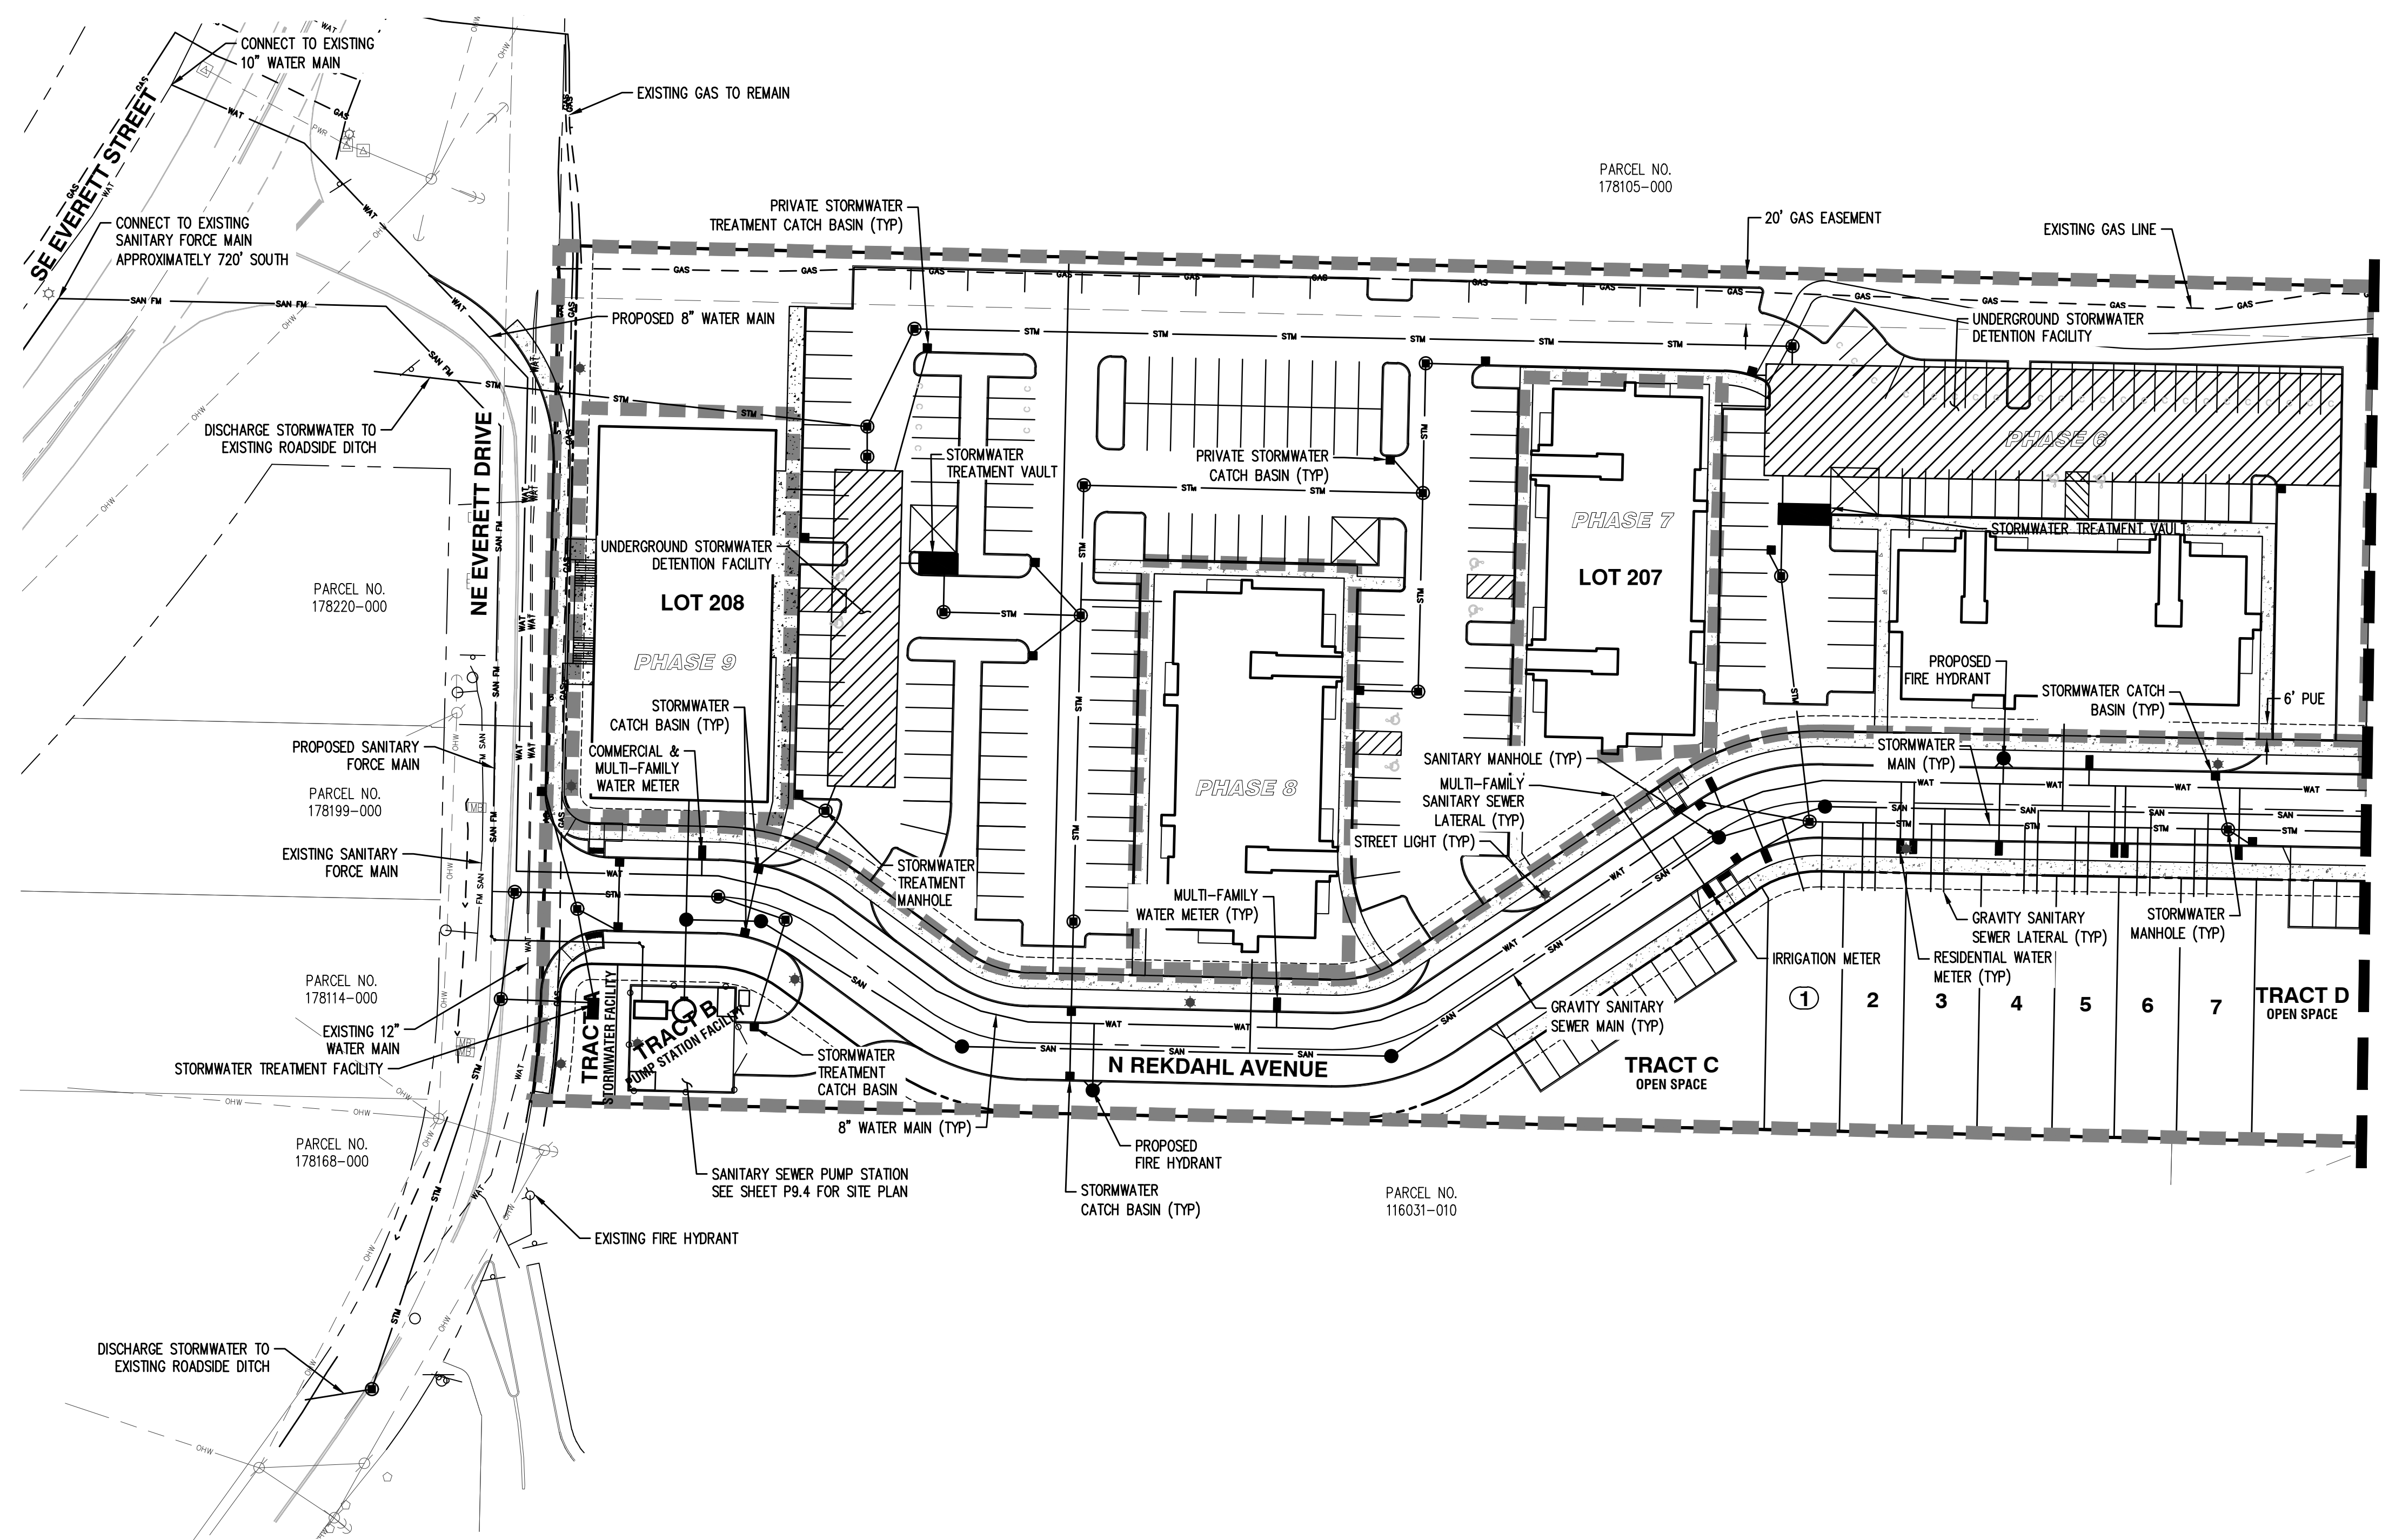 CONNECT TO EXISTING
10" WATER MAIN
EXISTING GAS TO REMAIN
SE EVERETT STREET
CONNECT TO EXISTING
SANITARY FORCE MAIN
APPROXIMATELY 720' SOUTH
PRIVATE STORMWATER
TREATMENT CATCH BASIN (TYP)
PARCEL NO.
178105-000
20' GAS EASEMENT
EXISTING GAS LINE
PROPOSED 8" WATER MAIN
UNDERGROUND STORMWATER
DETENTION FACILITY
DISCHARGE STORMWATER TO
EXISTING ROADSIDE DITCH
NE EVERETT DRIVE
STORMWATER
TREATMENT VAULT
PRIVATE STORMWATER
CATCH BASIN (TYP)
PHASE 6
PHASE 7
STORMWATER TREATMENT VAULT
UNDERGROUND STORMWATER
DETENTION FACILITY
LOT 208
LOT 207
PARCEL NO.
178220-000
PHASE 9
PHASE 8
PROPOSED
FIRE HYDRANT
STORMWATER CATCH
BASIN (TYP)
6' PUE
STORMWATER
CATCH BASIN (TYP)
COMMERCIAL &
MULTI-FAMILY
WATER METER
PROPOSED SANITARY
FORCE MAIN
PARCEL NO.
178199-000
SANITARY MANHOLE (TYP)
STORMWATER
MAIN (TYP)
MULTI-FAMILY
SANITARY SEWER
LATERAL (TYP)
STREET LIGHT (TYP)
EXISTING SANITARY
FORCE MAIN
STORMWATER
TREATMENT
MANHOLE
MULTI-FAMILY
WATER METER (TYP)
GRAVITY SANITARY
SEWER LATERAL (TYP)
STORMWATER
MANHOLE (TYP)
IRRIGATION METER
RESIDENTIAL WATER
METER (TYP)
PARCEL NO.
178114-000
1
2
3
4
5
6
7
TRACT D
OPEN SPACE
EXISTING 12"
WATER MAIN
STORMWATER TREATMENT FACILITY
TRACT A
STORMWATER FACILITY
TRACT B
PUMP STATION FACILITY
STORMWATER
TREATMENT
CATCH BASIN
GRAVITY SANITARY
SEWER MAIN (TYP)
N REKDAHL AVENUE
TRACT C
OPEN SPACE
8" WATER MAIN (TYP)
PROPOSED
FIRE HYDRANT
PARCEL NO.
178168-000
SANITARY SEWER PUMP STATION
SEE SHEET P9.4 FOR SITE PLAN
STORMWATER
CATCH BASIN (TYP)
PARCEL NO.
116031-010
EXISTING FIRE HYDRANT
DISCHARGE STORMWATER TO
EXISTING ROADSIDE DITCH